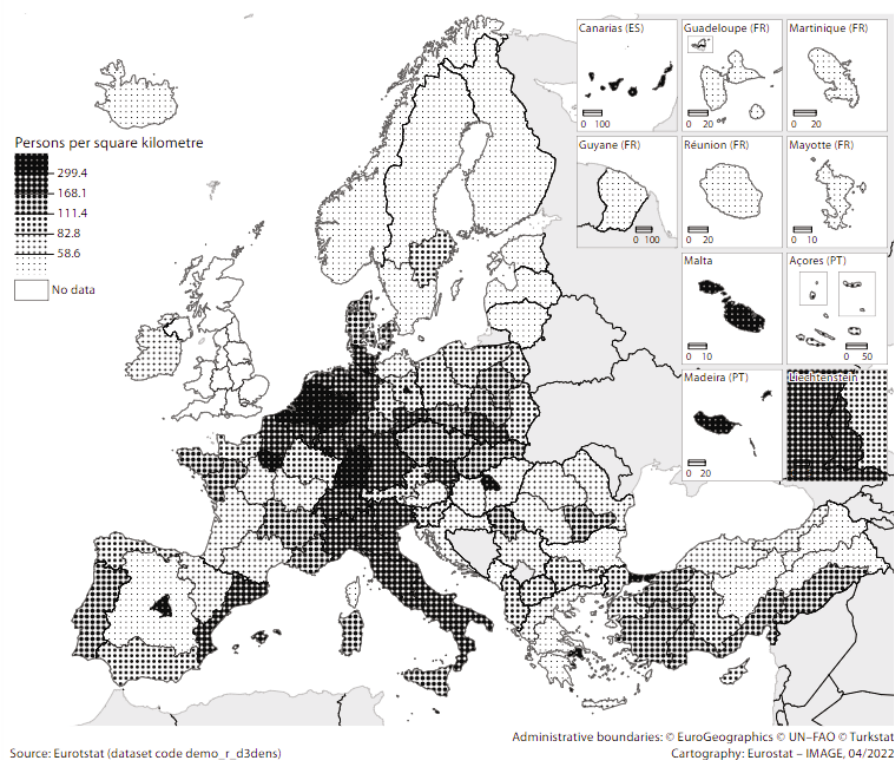 Canarias (ES)
0 100
Guadeloupe (FR)
0 20
Martinique (FR)
0 20
Persons per square kilometre
299.4
168.1
111.4
82.8
58.6
No data
Guyane (FR)
0 100
Réunion (FR)
0 20
Mayotte (FR)
0 10
Malta
0 10
Açores (PT)
0 50
Madeira (PT)
0 20
Liechtenstein
Administrative boundaries: © EuroGeographics © UN–FAO © Turkstat
Source: Eurotstat (dataset code demo_r_d3dens)
Cartography: Eurostat – IMAGE, 04/2022